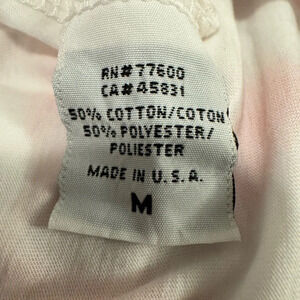 RN#77600
CA#45831
50% COTTON/COTON
50% POLYESTER/
POLIESTER
MADE IN U.S.A.
M